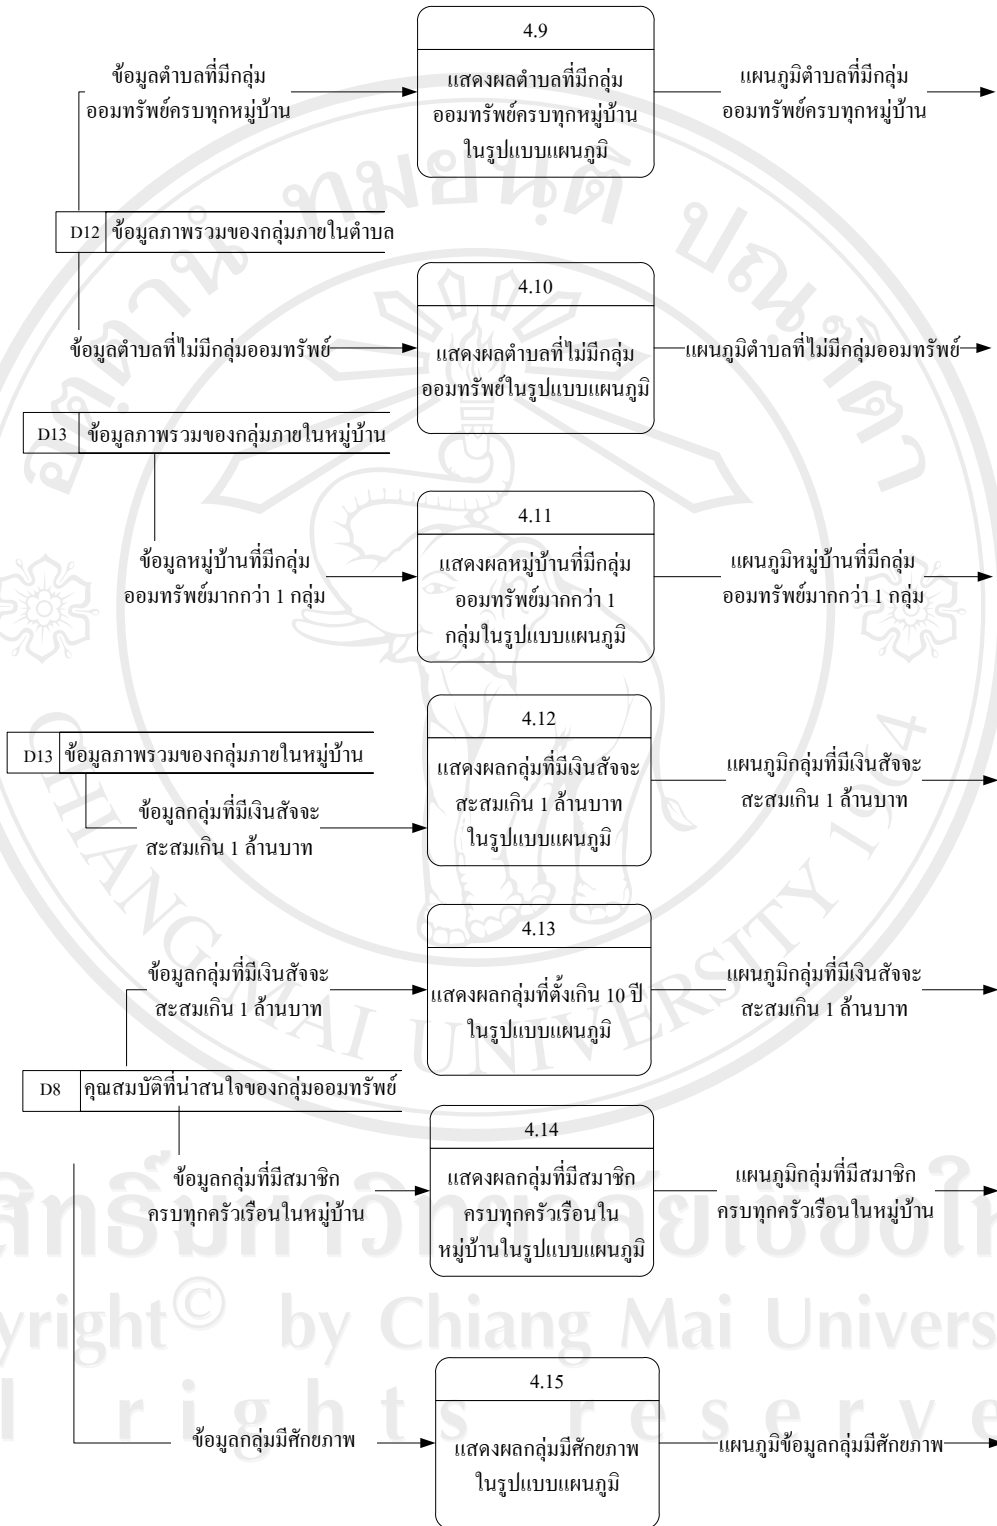 4.9
ข้อมูลตำบลที่มีกลุ่ม
ออมทรัพย์ครบทุกหมู่บ้าน
แสดงผลตำบลที่มีกลุ่ม
ออมทรัพย์ครบทุกหมู่บ้าน
ในรูปแบบแผนภูมิ
แผนภูมิตำบลที่มีกลุ่ม
ออมทรัพย์ครบทุกหมู่บ้าน
D12 ข้อมูลภาพรวมของกลุ่มภายในตำบล
4.10
ข้อมูลตำบลที่ไม่มีกลุ่มออมทรัพย์
แสดงผลตำบลที่ไม่มีกลุ่ม
ออมทรัพย์ในรูปแบบแผนภูมิ
แผนภูมิตำบลที่ไม่มีกลุ่มออมทรัพย์
D13 ข้อมูลภาพรวมของกลุ่มภายในหมู่บ้าน
4.11
ข้อมูลหมู่บ้านที่มีกลุ่ม
ออมทรัพย์มากกว่า 1 กลุ่ม
แสดงผลหมู่บ้านที่มีกลุ่ม
ออมทรัพย์มากกว่า 1
กลุ่มในรูปแบบแผนภูมิ
แผนภูมิหมู่บ้านที่มีกลุ่ม
ออมทรัพย์มากกว่า 1 กลุ่ม
4.12
D13 ข้อมูลภาพรวมของกลุ่มภายในหมู่บ้าน
ข้อมูลกลุ่มที่มีเงินสัจจะ
สะสมเกิน 1 ล้านบาท
แสดงผลกลุ่มที่มีเงินสัจจะ
สะสมเกิน 1 ล้านบาท
ในรูปแบบแผนภูมิ
แผนภูมิกลุ่มที่มีเงินสัจจะ
สะสมเกิน 1 ล้านบาท
4.13
ข้อมูลกลุ่มที่มีเงินสัจจะ
สะสมเกิน 1 ล้านบาท
แสดงผลกลุ่มที่ตั้งเกิน 10 ปี
ในรูปแบบแผนภูมิ
แผนภูมิกลุ่มที่มีเงินสัจจะ
สะสมเกิน 1 ล้านบาท
D8 คุณสมบัติที่น่าสนใจของกลุ่มออมทรัพย์
4.14
ข้อมูลกลุ่มที่มีสมาชิก
ครบทุกครัวเรือนในหมู่บ้าน
แสดงผลกลุ่มที่มีสมาชิก
ครบทุกครัวเรือนใน
หมู่บ้านในรูปแบบแผนภูมิ
แผนภูมิกลุ่มที่มีสมาชิก
ครบทุกครัวเรือนในหมู่บ้าน
4.15
ข้อมูลกลุ่มมีศักยภาพ
แสดงผลกลุ่มมีศักยภาพ
ในรูปแบบแผนภูมิ
แผนภูมิข้อมูลกลุ่มมีศักยภาพ
CHIANG MAI UNIVERSITY 1964
yright© by Chiang Mai Univers
l rights reserve